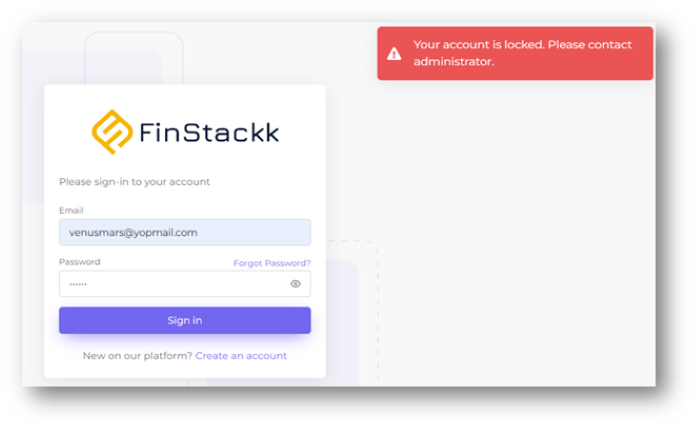 Your account is locked. Please contact
administrator.
FinStackk
Please sign-in to your account
Email
venusmars@yopmail.com
Password
Forgot Password?
······
Sign in
New on our platform? Create an account